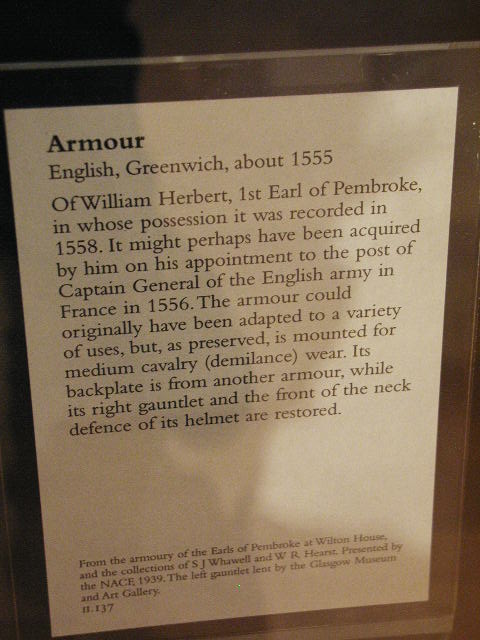 Armour
English, Greenwich, about 1555
Of William Herbert, 1st Earl of Pembroke,
in whose possession it was recorded in
1558. It might perhaps have been acquired
by him on his appointment to the post of
Captain General of the English army in
France in 1556. The armour could
originally have been adapted to a variety
of uses, but, as preserved, is mounted for
medium cavalry (demilance) wear. Its
backplate is from another armour, while
its right gauntlet and the front of the neck
defence of its helmet are restored.
From the armoury of the Earls of Pembroke at Wilton House,
and the collections of S J Whawell and W R Hearst. Presented by
the NACF, 1939. The left gauntlet lent by the Glasgow Museum
and Art Gallery.
II.137